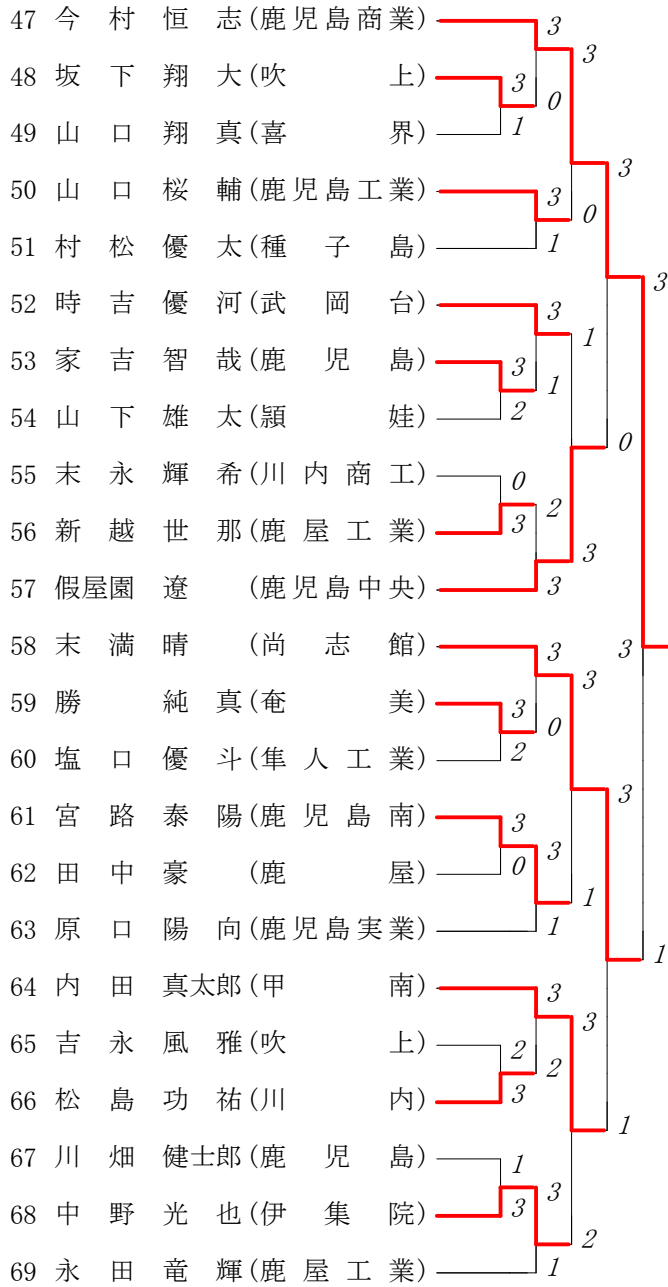 47 今村恒志(鹿児島商業) 3
3
48 坂下翔大(吹上) 3
0
49 山口翔真(喜界) 1
3
50 山口桜輔(鹿児島工業) 3
0
51 村松優太(種子島) 1
3
52 時吉優河(武岡台) 3
1
53 家吉智哉(鹿児島) 3
1
54 山下雄太(頴娃) 2
0
55 末永輝希(川内商工) 0
2
56 新越世那(鹿屋工業) 3
3
57 假屋園遼(鹿児島中央) 3
58 末満晴(尚志館) 3
3
3
59 勝純真(奄美) 3
0
60 塩口優斗(隼人工業) 2
3
61 宮路泰陽(鹿児島南) 3
3
62 田中豪(鹿屋) 0
1
63 原口陽向(鹿児島実業) 1
1
64 内田真太郎(甲南) 3
3
65 吉永風雅(吹上) 2
2
66 松島功祐(川内) 3
1
67 川畑健士郎(鹿児島) 1
3
68 中野光也(伊集院) 3
2
69 永田竜輝(鹿屋工業) 1